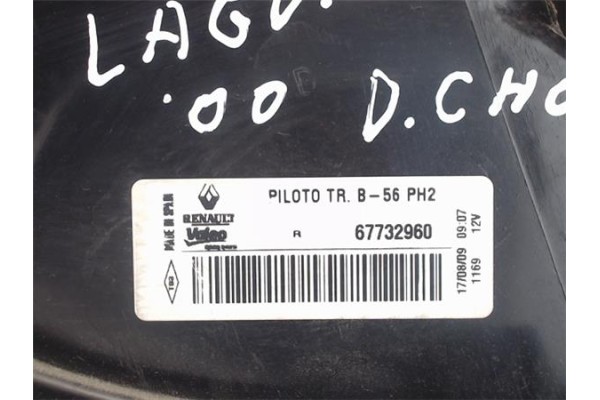 LAGU.
'00 D.CHO
PILOTO TR. B-56 PH2
RENAULT
Valeo
R 67732960
MADE IN SPAIN
17/08/09 09:07
1169 12V